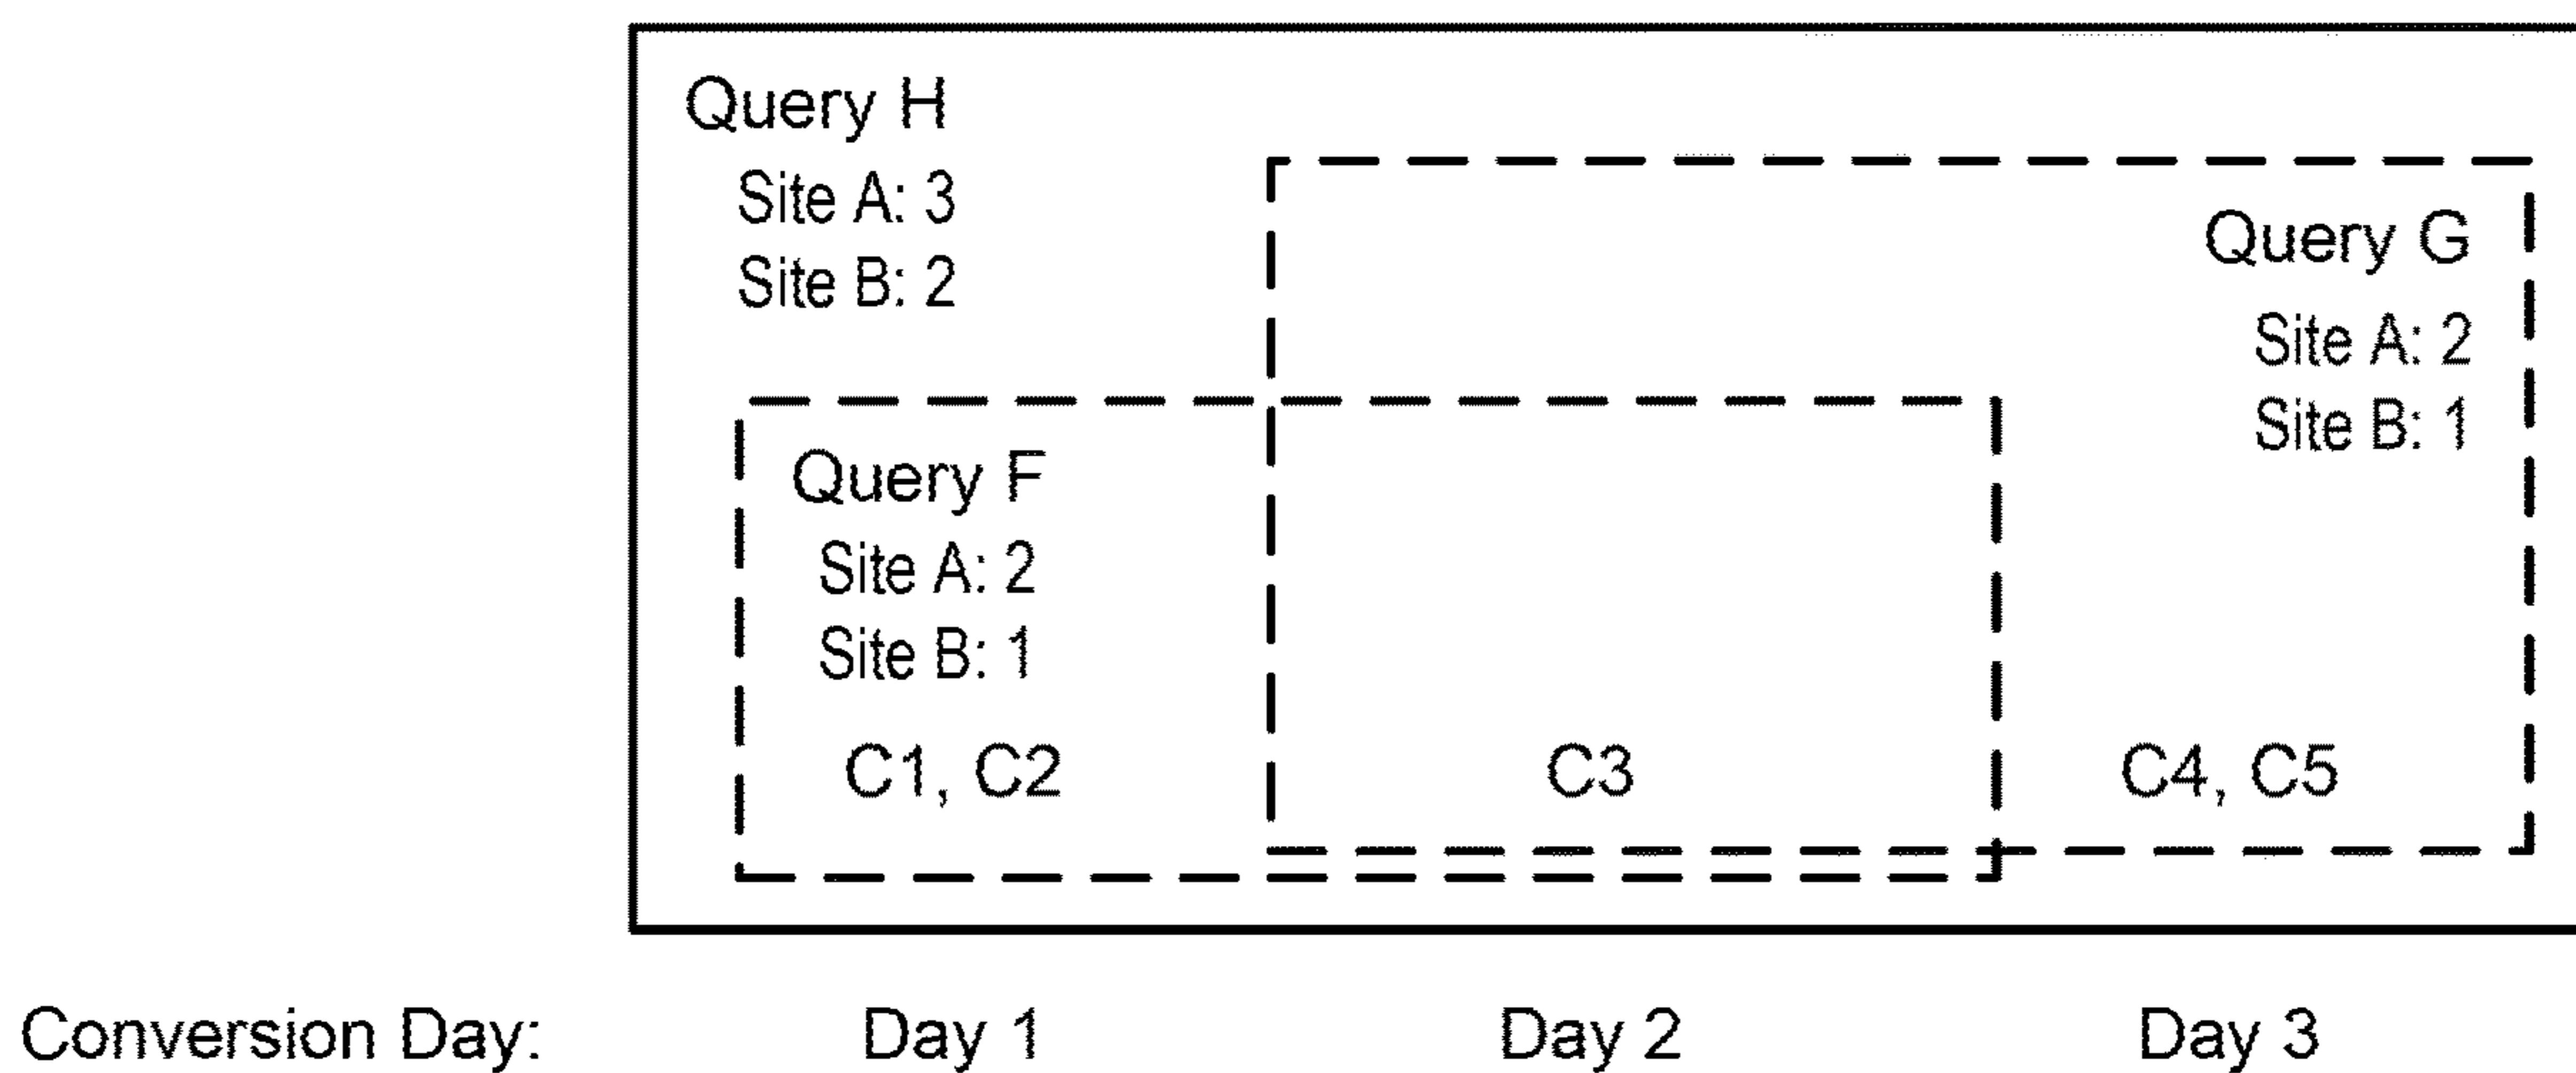 Query H
Site A: 3
Site B: 2
Query G
Site A: 2
Site B: 1
Query F
Site A: 2
Site B: 1
C1, C2
C3
C4, C5
Conversion Day:
Day 1
Day 2
Day 3